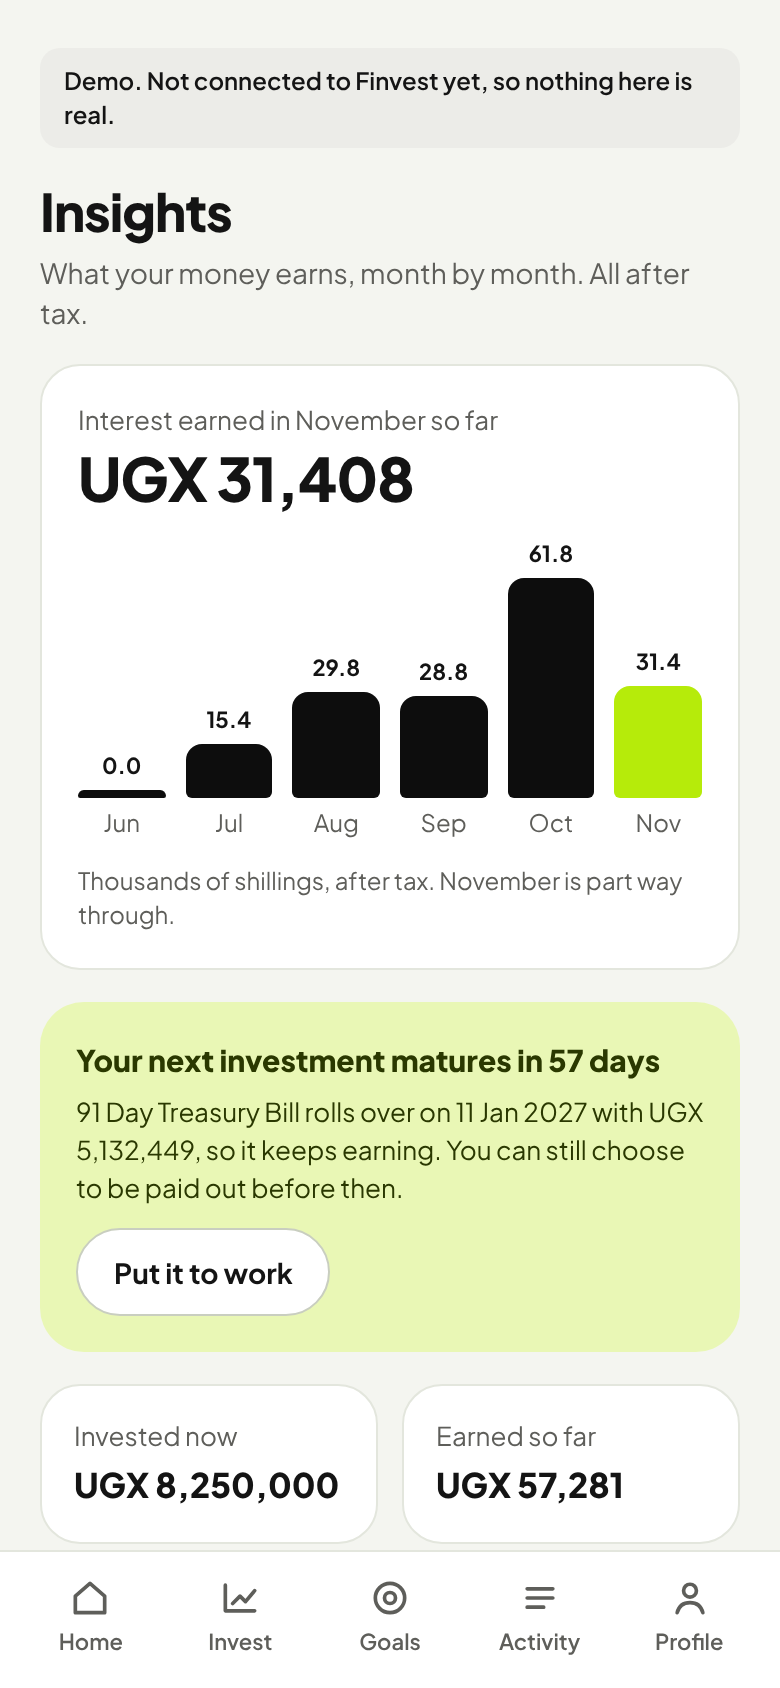 Demo. Not connected to Finvest yet, so nothing here is
real.
Insights
What your money earns, month by month. All after
tax.
Interest earned in November so far
UGX 31,408
0.0
15.4
29.8
28.8
61.8
31.4
Jun
Jul
Aug
Sep
Oct
Nov
Thousands of shillings, after tax. November is part way
through.
Your next investment matures in 57 days
91 Day Treasury Bill rolls over on 11 Jan 2027 with UGX
5,132,449, so it keeps earning. You can still choose
to be paid out before then.
Put it to work
Invested now
UGX 8,250,000
Earned so far
UGX 57,281
Home
Invest
Goals
Activity
Profile